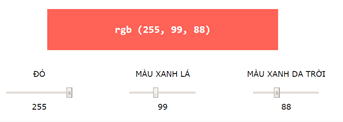 rgb (255, 99, 88)
ĐỎ MÀU XANH LÁ MÀU XANH DA TRỜI
255 99 88